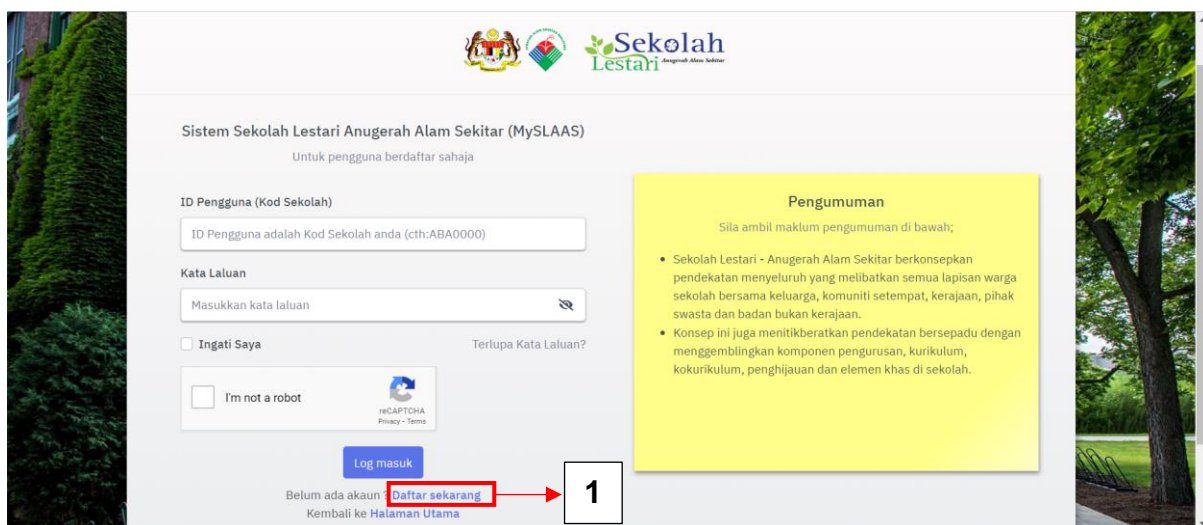 Sekolah
Lestari Anugerah Alam Sekitar
Sistem Sekolah Lestari Anugerah Alam Sekitar (MySLAAS)
Untuk pengguna berdaftar sahaja
ID Pengguna (Kod Sekolah)
ID Pengguna adalah Kod Sekolah anda (cth:ABA0000)
Kata Laluan
Masukkan kata laluan
Ingati Saya
Terlupa Kata Laluan?
I'm not a robot
reCAPTCHA
Privacy - Terms
Log masuk
Belum ada akaun ? Daftar sekarang
1
Kembali ke Halaman Utama
Pengumuman
Sila ambil maklum pengumuman di bawah;
• Sekolah Lestari - Anugerah Alam Sekitar berkonsepkan
pendekatan menyeluruh yang melibatkan semua lapisan warga
sekolah bersama keluarga, komuniti setempat, kerajaan, pihak
swasta dan badan bukan kerajaan.
• Konsep ini juga menitikberatkan pendekatan bersepadu dengan
menggemblingkan komponen pengurusan, kurikulum,
kokurikulum, penghijauan dan elemen khas di sekolah.